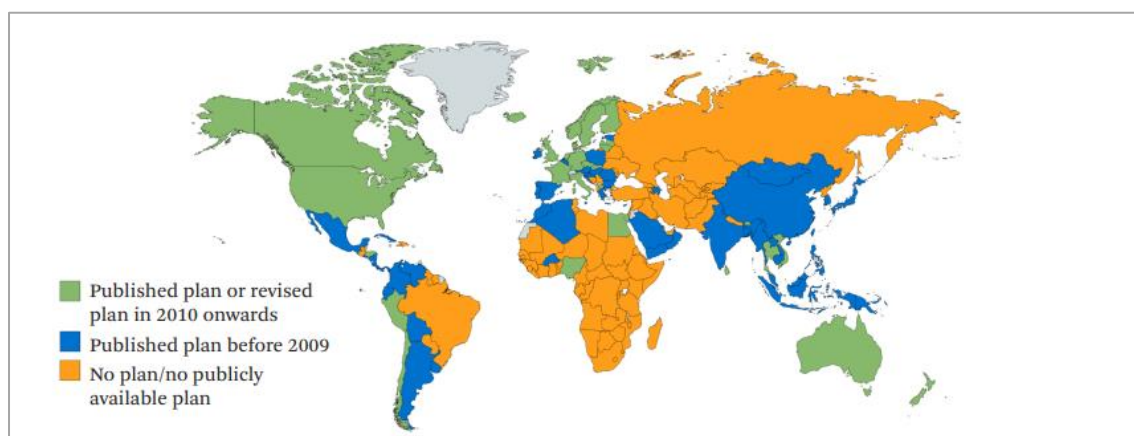 Published plan or revised
plan in 2010 onwards
Published plan before 2009
No plan/no publicly
available plan